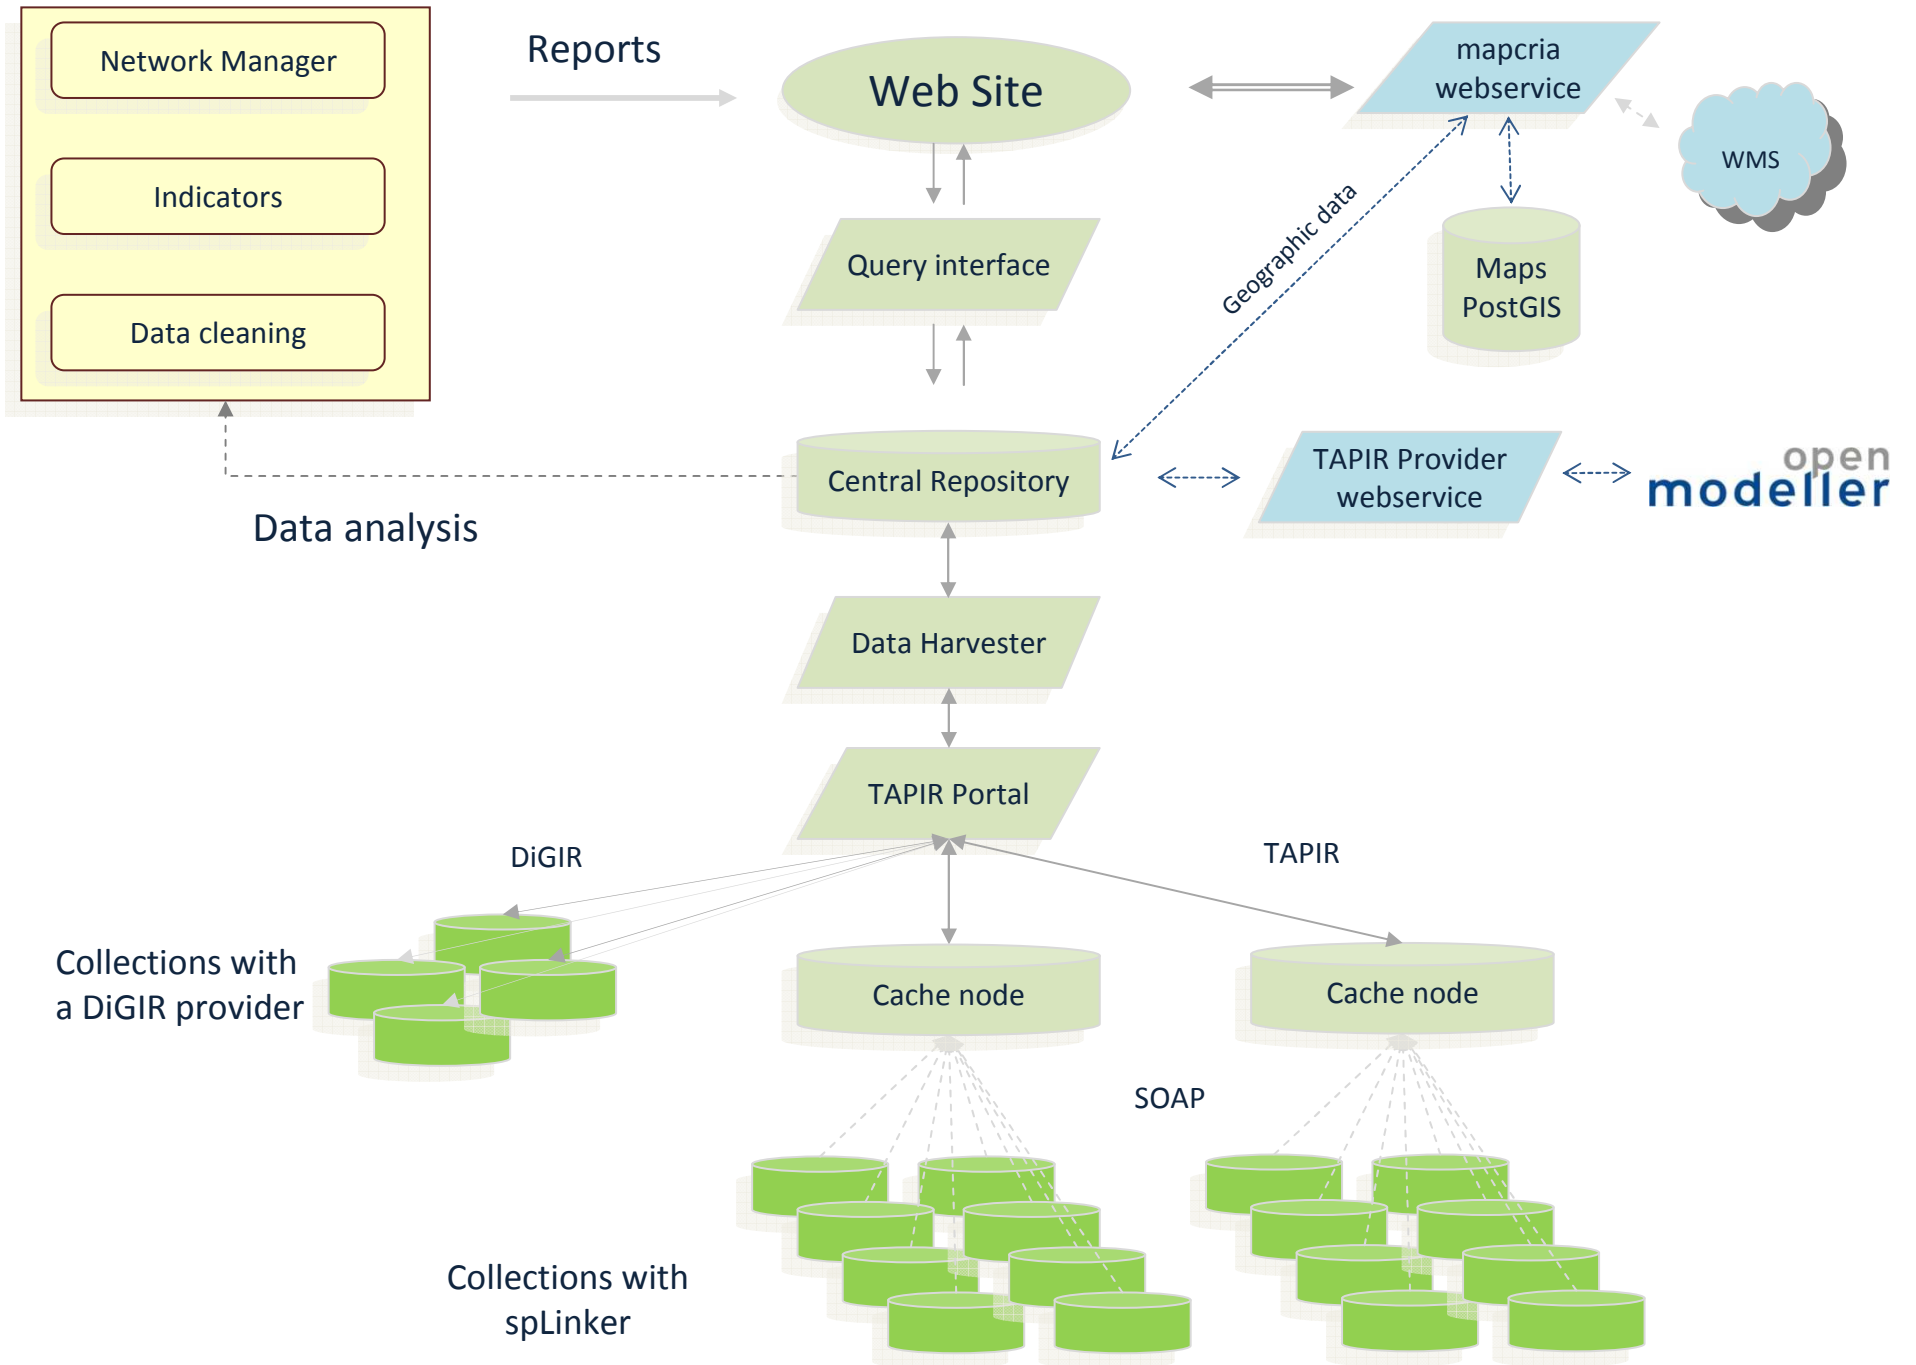 Network Manager
Indicators
Data cleaning
Reports
Web Site
mapcria
webservice
WMS
Query interface
Geographic data
Maps
PostGIS
Central Repository
TAPIR Provider
webservice
open
modeller
Data analysis
Data Harvester
TAPIR Portal
DiGIR
TAPIR
Collections with
a DiGIR provider
Cache node
Cache node
SOAP
Collections with
spLinker